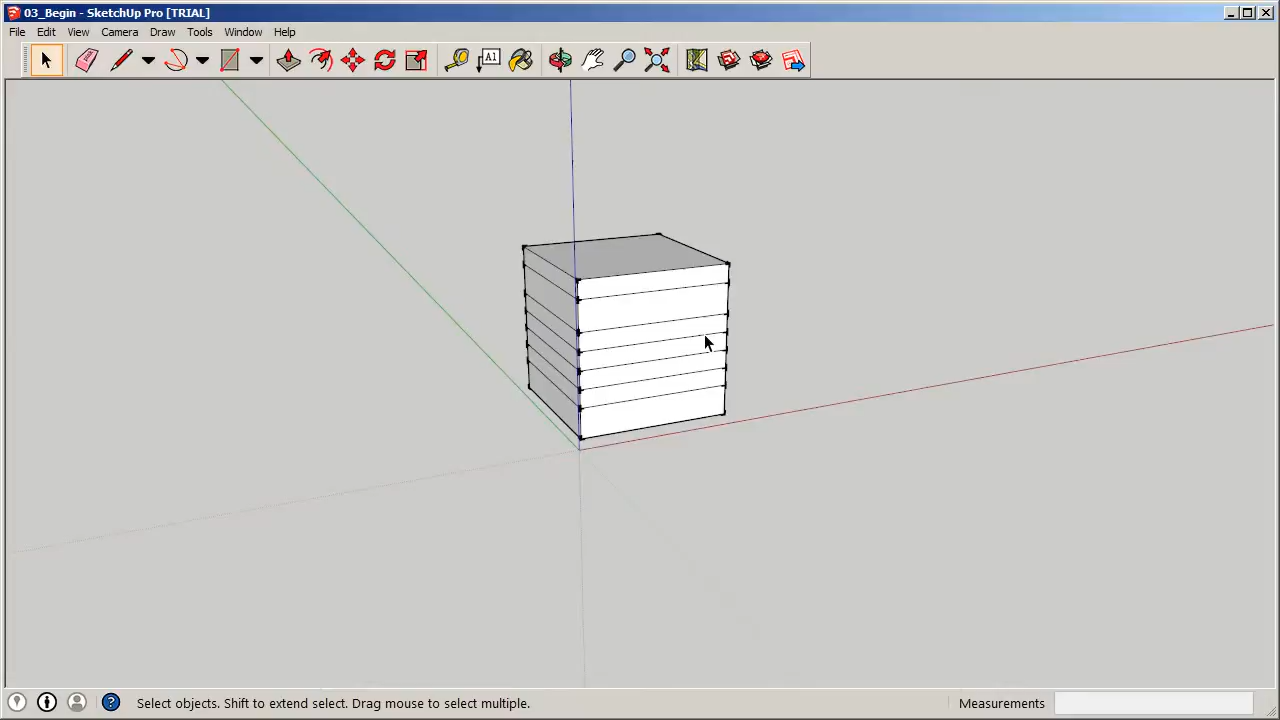 03_Begin - SketchUp Pro [TRIAL]
File Edit View Camera Draw Tools Window Help
A1
Select objects. Shift to extend select. Drag mouse to select multiple.
Measurements